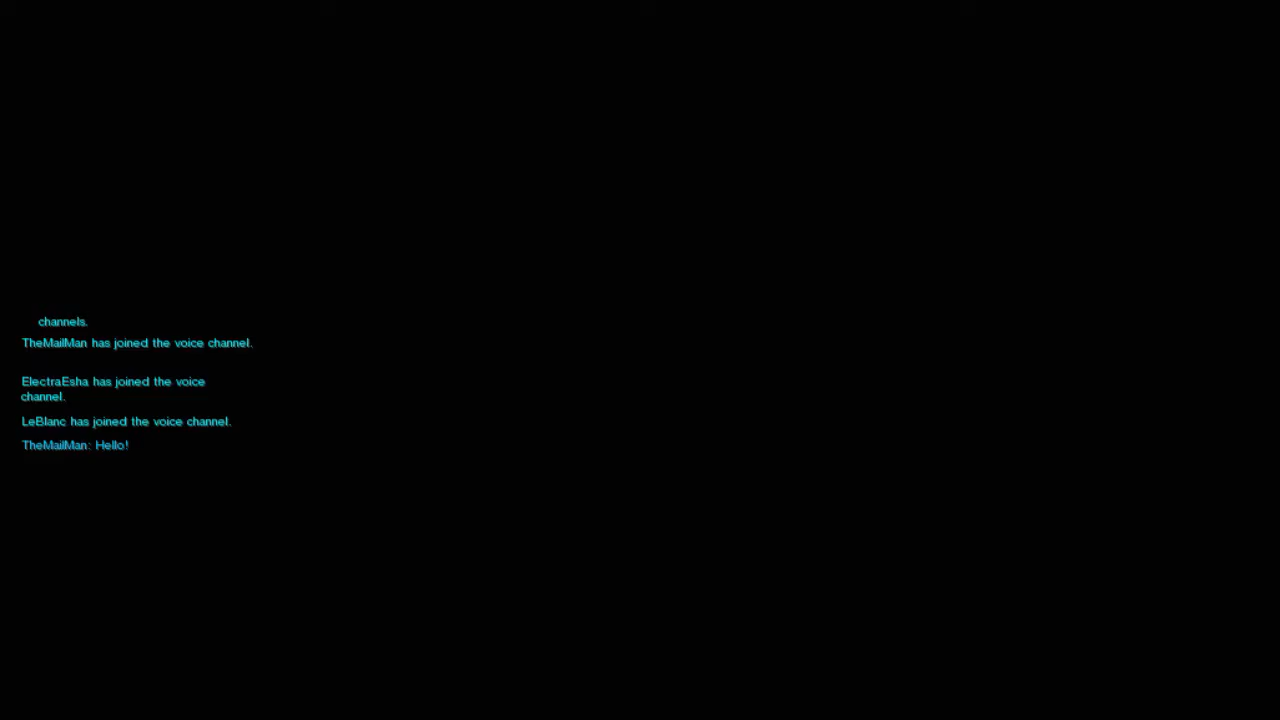 channels.
TheMailMan has joined the voice channel.
ElectraEsha has joined the voice
channel.
LeBlanc has joined the voice channel.
TheMailMan: Hello!